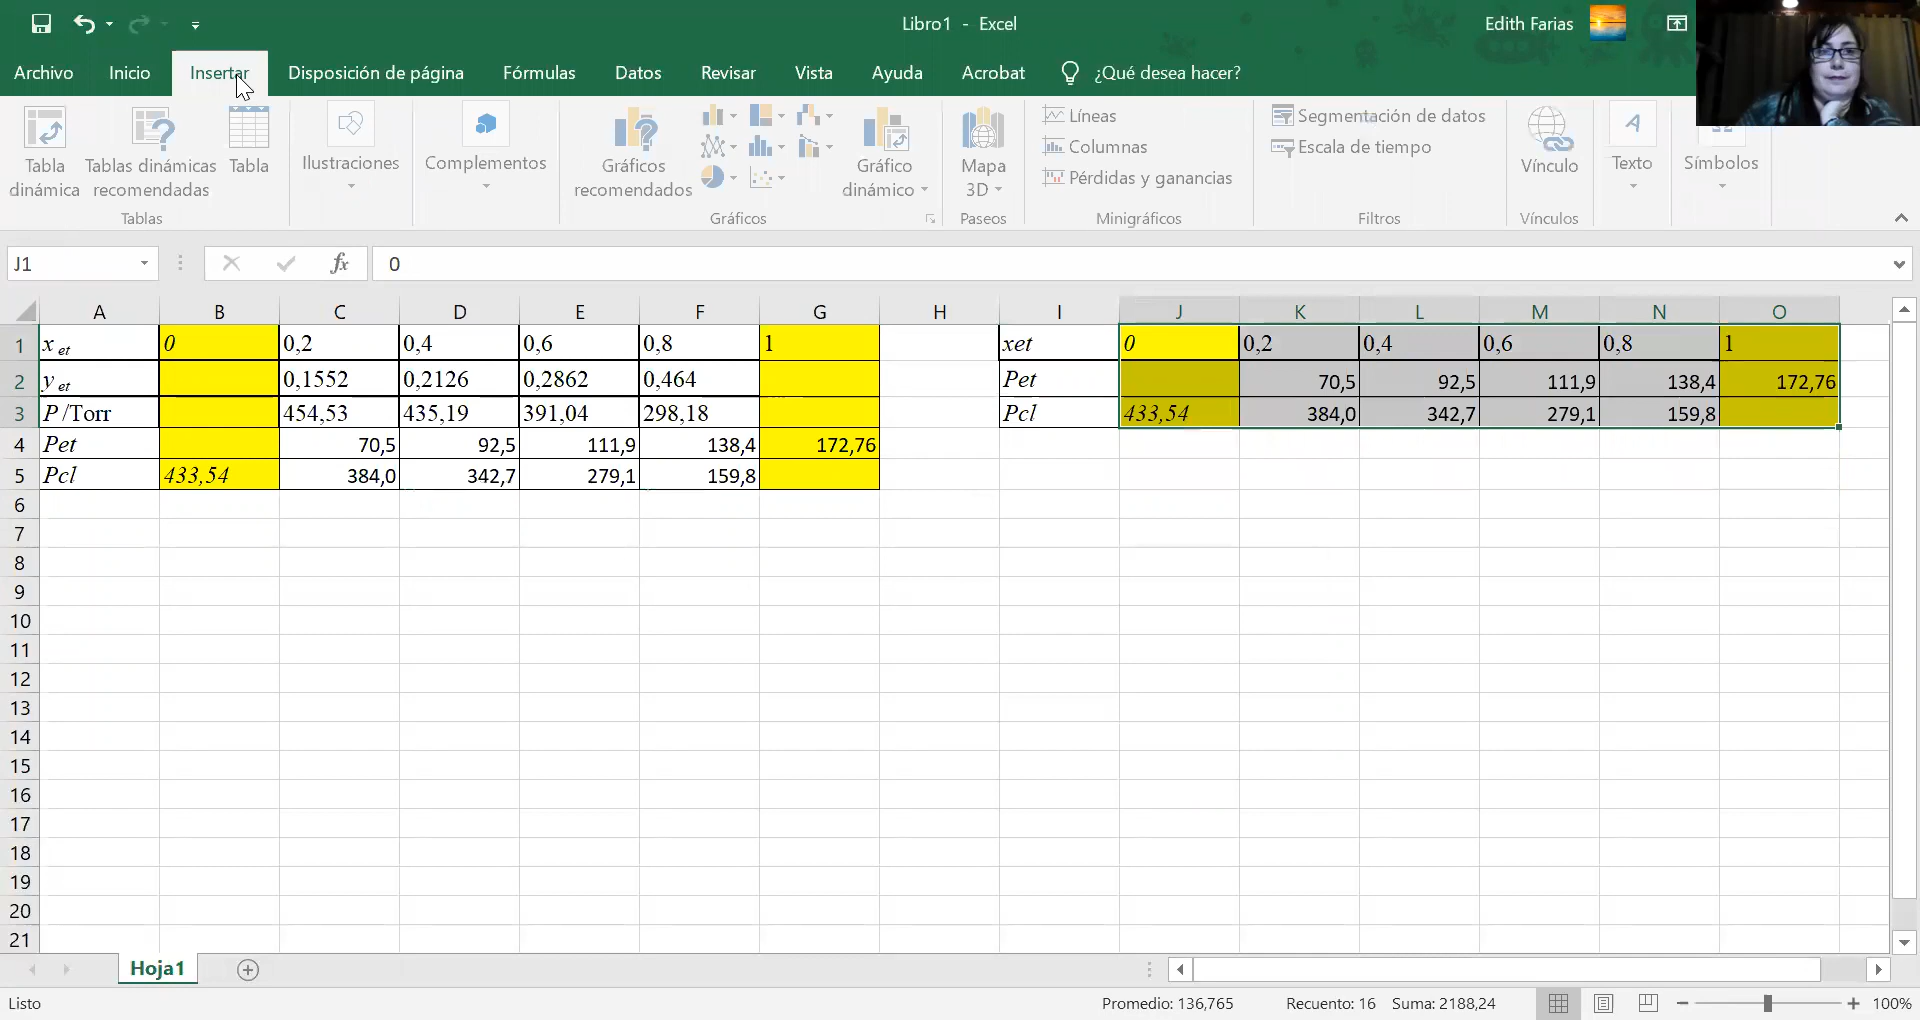 Libro1 - Excel
Edith Farias
Archivo Inicio Insertar Disposición de página Fórmulas Datos Revisar Vista Ayuda Acrobat ¿Qué desea hacer?
Tabla dinámica
Tablas dinámicas recomendadas
Tabla
Tablas
Ilustraciones
Complementos
Gráficos recomendados
Gráfico dinámico
Gráficos
Mapa 3D
Paseos
Líneas
Columnas
Pérdidas y ganancias
Minigráficos
Segmentación de datos
Escala de tiempo
Filtros
Vínculo
Vínculos
A
Texto
Símbolos
J1 fx 0
A B C D E F G H I J K L M N O
1 x et 0 0,2 0,4 0,6 0,8 1 xet 0 0,2 0,4 0,6 0,8 1
2 y et 0,1552 0,2126 0,2862 0,464 Pet 70,5 92,5 111,9 138,4 172,76
3 P /Torr 454,53 435,19 391,04 298,18 Pcl 433,54 384,0 342,7 279,1 159,8
4 Pet 70,5 92,5 111,9 138,4 172,76
5 Pcl 433,54 384,0 342,7 279,1 159,8
6
7
8
9
10
11
12
13
14
15
16
17
18
19
20
21
Hoja1
Listo Promedio: 136,765 Recuento: 16 Suma: 2188,24 100%